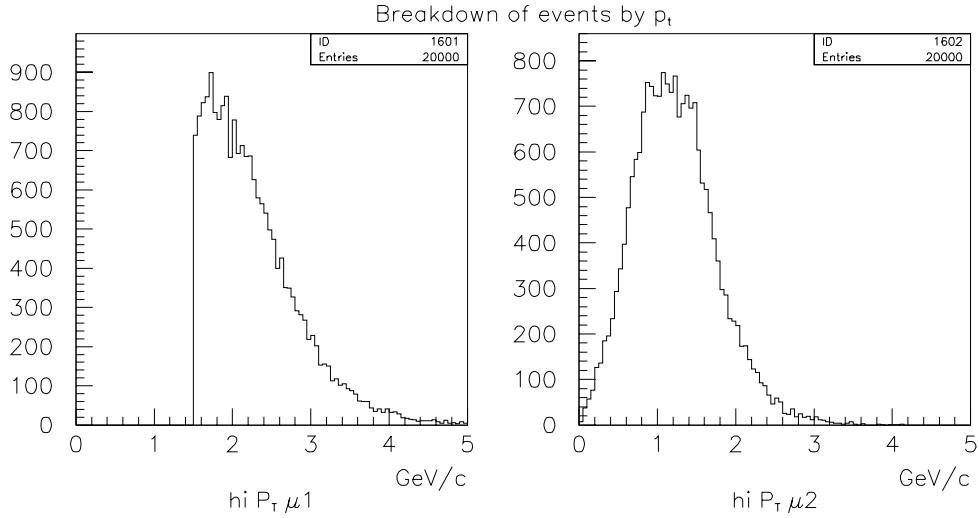 Breakdown of events by pt
ID 1601
Entries 20000
900
800
700
600
500
400
300
200
100
0
0 1 2 3 4 5
GeV/c
hi PT μ1
ID 1602
Entries 20000
800
700
600
500
400
300
200
100
0
0 1 2 3 4 5
GeV/c
hi PT μ2